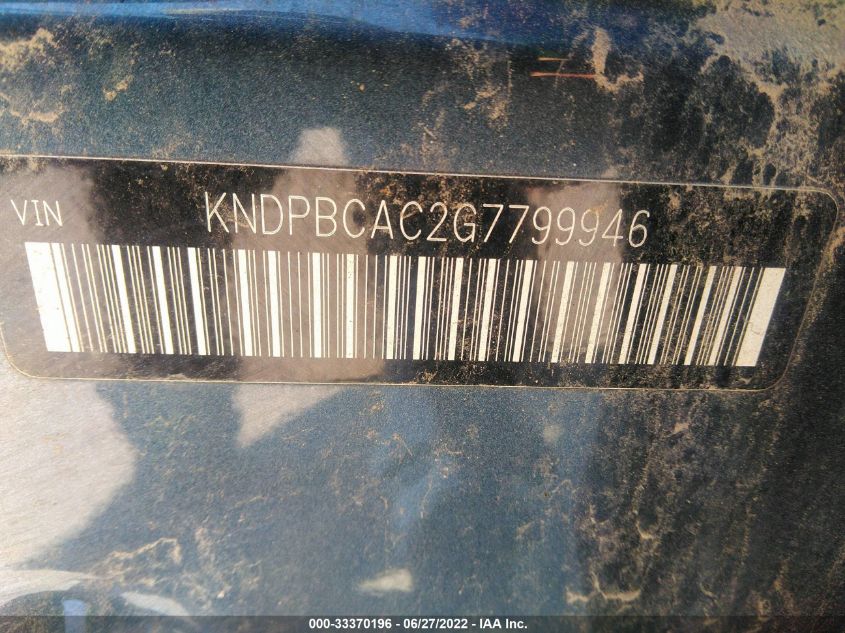 VIN KNDPBCAC2G7799946
000-33370196 - 06/27/2022 - IAA Inc.